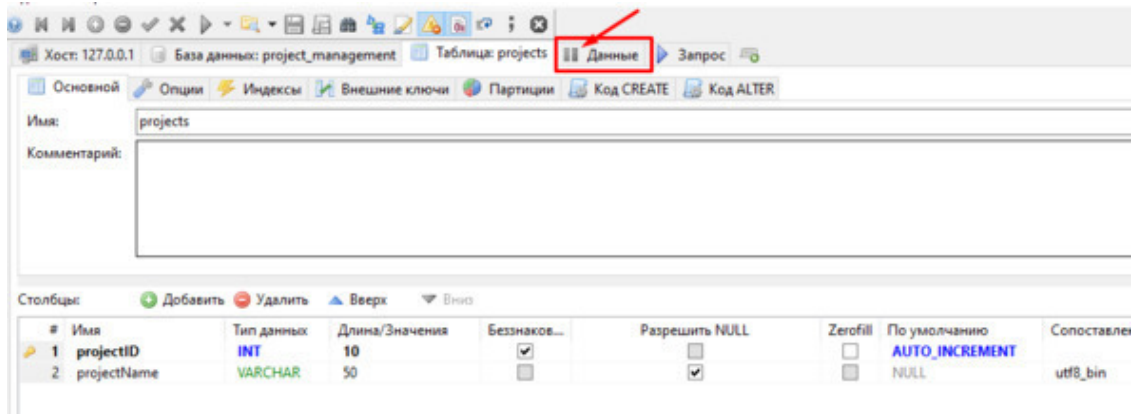 Хост: 127.0.0.1 База данных: project_management Таблица: projects Данные Запрос
Основной Опции Индексы Внешние ключи Партиции Код CREATE Код ALTER
Имя: projects
Комментарий:
Столбцы: Добавить Удалить Вверх Вниз
# Имя Тип данных Длина/Значения Беззнаков... Разрешить NULL Zerofill По умолчанию Сопоставлен
1 projectID INT 10 AUTO_INCREMENT
2 projectName VARCHAR 50 NULL utf8_bin